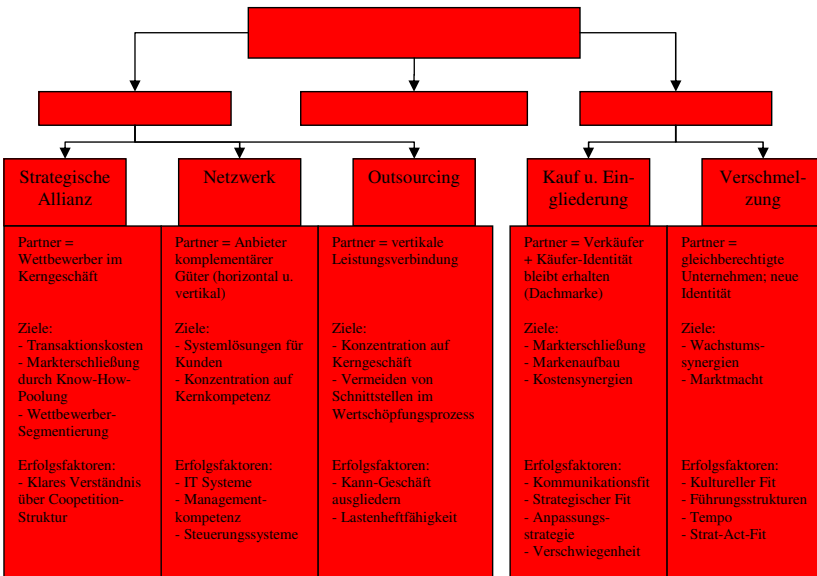 Strategische
Allianz
Netzwerk
Outsourcing
Kauf u. Ein-
gliederung
Verschmel-
zung
Partner =
Wettbewerber im
Kerngeschäft
Ziele:
- Transaktionskosten
- Markterschließung
durch Know-How-
Poolung
- Wettbewerber-
Segmentierung
Erfolgsfaktoren:
- Klares Verständnis
über Coopetition-
Struktur
Partner = Anbieter
komplementärer
Güter (horizontal u.
vertikal)
Ziele:
- Systemlösungen für
Kunden
- Konzentration auf
Kernkompetenz
Erfolgsfaktoren:
- IT Systeme
- Management-
kompetenz
- Steuerungssysteme
Partner = vertikale
Leistungsverbindung
Ziele:
- Konzentration auf
Kerngeschäft
- Vermeiden von
Schnittstellen im
Wertschöpfungsprozess
Erfolgsfaktoren:
- Kann-Geschäft
ausgliedern
- Lastenheftfähigkeit
Partner = Verkäufer
+ Käufer-Identität
bleibt erhalten
(Dachmarke)
Ziele:
- Markterschließung
- Markenaufbau
- Kostensynergien
Erfolgsfaktoren:
- Kommunikationsfit
- Strategischer Fit
- Anpassungs-
strategie
- Verschwiegenheit
Partner =
gleichberechtigte
Unternehmen; neue
Identität
Ziele:
- Wachstums-
synergien
- Marktmacht
Erfolgsfaktoren:
- Kultureller Fit
- Führungsstrukturen
- Tempo
- Strat-Act-Fit